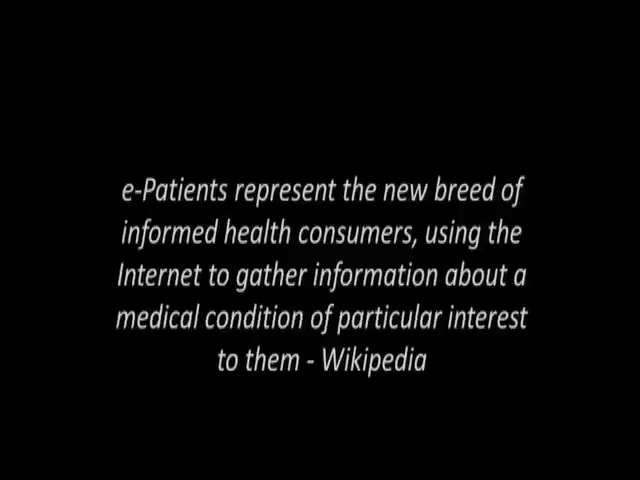 e-Patients represent the new breed of
informed health consumers, using the
Internet to gather information about a
medical condition of particular interest
to them - Wikipedia